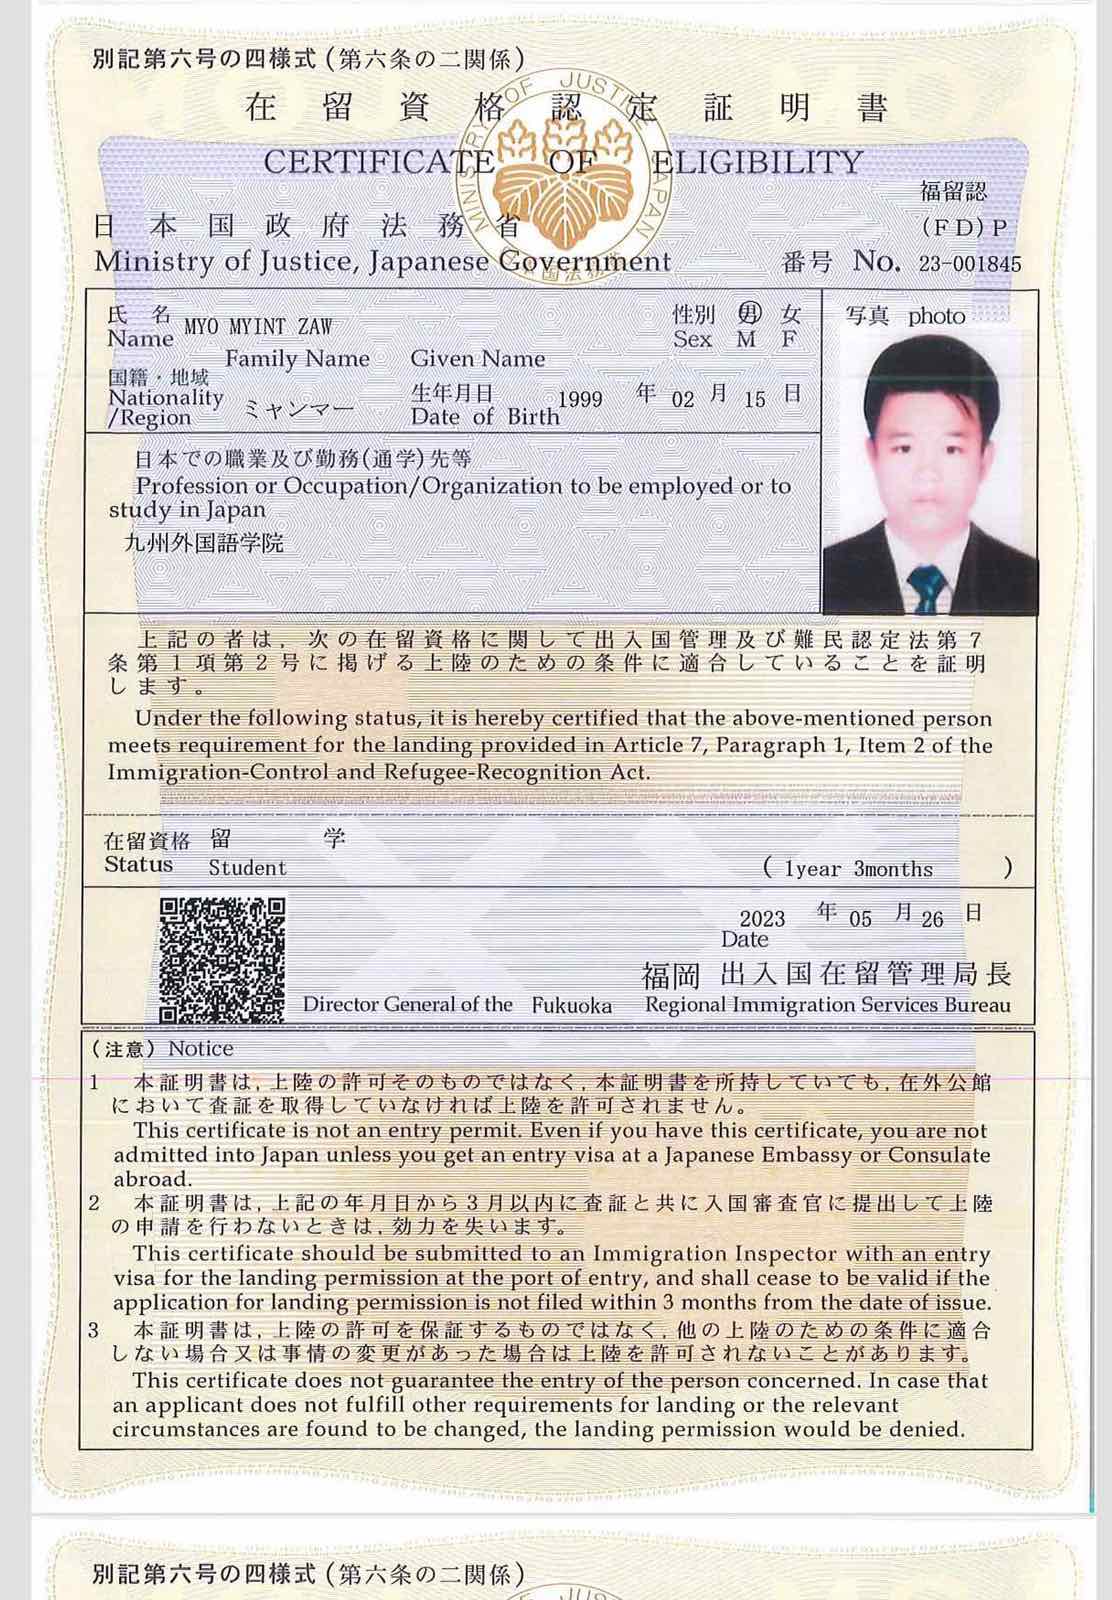 別記第六号の四様式(第六条の二関係)
在留資格認定証明書
CERTIFICATE OF ELIGIBILITY
MINISTRY OF JUSTICE, JAPAN
福留認
日本国政府法務省
(FD)P
Ministry of Justice, Japanese Government
番号 No. 23-001845
氏名 MYO MYINT ZAW 性別 男 女
Name Sex M F
Family Name Given Name
写真 photo
国籍・地域 生年月日 1999 年 02 月 15 日
Nationality ミャンマー Date of Birth
/Region
日本での職業及び勤務(通学)先等
Profession or Occupation/Organization to be employed or to
study in Japan
九州外国語学院
上記の者は、次の在留資格に関して出入国管理及び難民認定法第7
条第1項第2号に掲げる上陸のための条件に適合していることを証明
します。
Under the following status, it is hereby certified that the above-mentioned person
meets requirement for the landing provided in Article 7, Paragraph 1, Item 2 of the
Immigration-Control and Refugee-Recognition Act.
在留資格 留学
Status Student ( 1year 3months )
2023 年 05 月 26 日
Date
福岡 出入国在留管理局長
Director General of the Fukuoka Regional Immigration Services Bureau
(注意) Notice
1 本証明書は、上陸の許可そのものではなく、本証明書を所持していても、在外公館
において査証を取得していなければ上陸を許可されません。
This certificate is not an entry permit. Even if you have this certificate, you are not
admitted into Japan unless you get an entry visa at a Japanese Embassy or Consulate
abroad.
2 本証明書は、上記の年月日から3月以内に査証と共に入国審査官に提出して上陸
の申請を行わないときは、効力を失います。
This certificate should be submitted to an Immigration Inspector with an entry
visa for the landing permission at the port of entry, and shall cease to be valid if the
application for landing permission is not filed within 3 months from the date of issue.
3 本証明書は、上陸の許可を保証するものではなく、他の上陸のための条件に適合
しない場合又は事情の変更があった場合は上陸を許可されないことがあります。
This certificate does not guarantee the entry of the person concerned. In case that
an applicant does not fulfill other requirements for landing or the relevant
circumstances are found to be changed, the landing permission would be denied.
別記第六号の四様式(第六条の二関係)